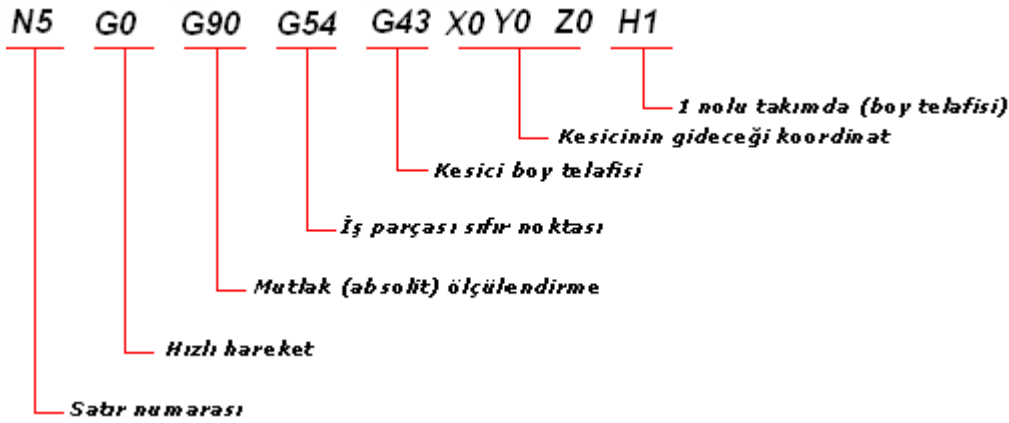 N5 G0 G90 G54 G43 X0 Y0 Z0 H1
1 nolu takımda (boy telafisi)
Kesicinin gideceği koordinat
Kesici boy telafisi
İş parçası sıfır noktası
Mutlak (absolit) ölçülendirme
Hızlı hareket
Satır numarası